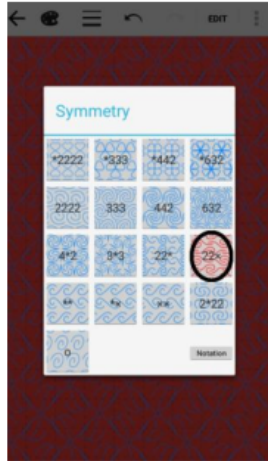 EDIT
Symmetry
*2222 *333 *442 *632
2222 333 442 632
4*2 3*3 22* 22×
** *× ×× 2*22
O
Notation